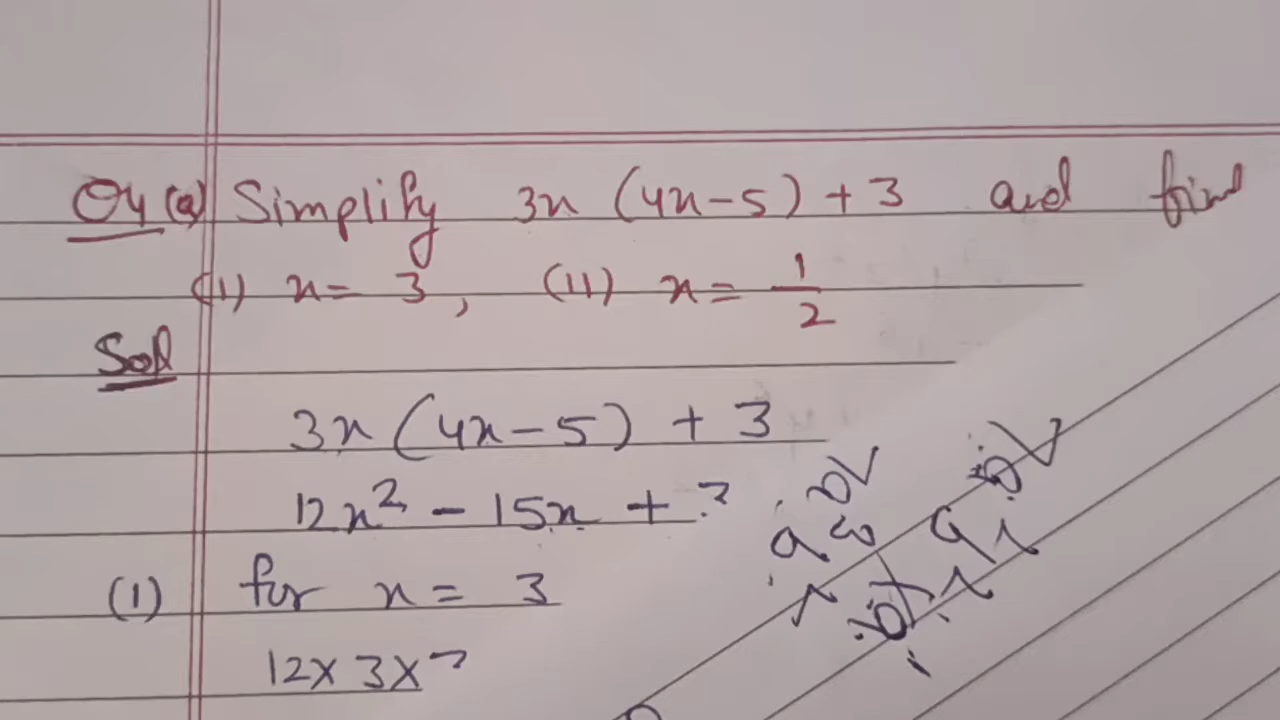 Q4 (a) Simplify 3x (4x-5) + 3 and find
(i) x = 3, (ii) x = 1/2
Sol
3x (4x-5) + 3
12x² - 15x + 3
(i) for x = 3
12 x 3 x 3